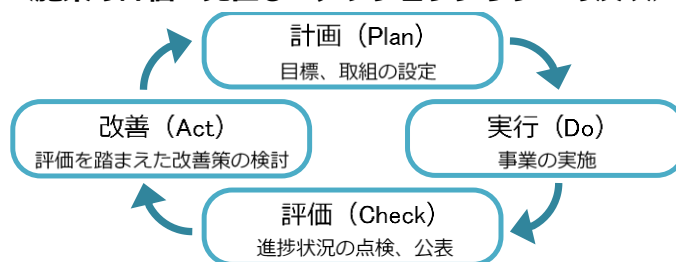 計画（Plan）
目標、取組の設定
改善（Act）
評価を踏まえた改善策の検討
実行（Do）
事業の実施
評価（Check）
進捗状況の点検、公表